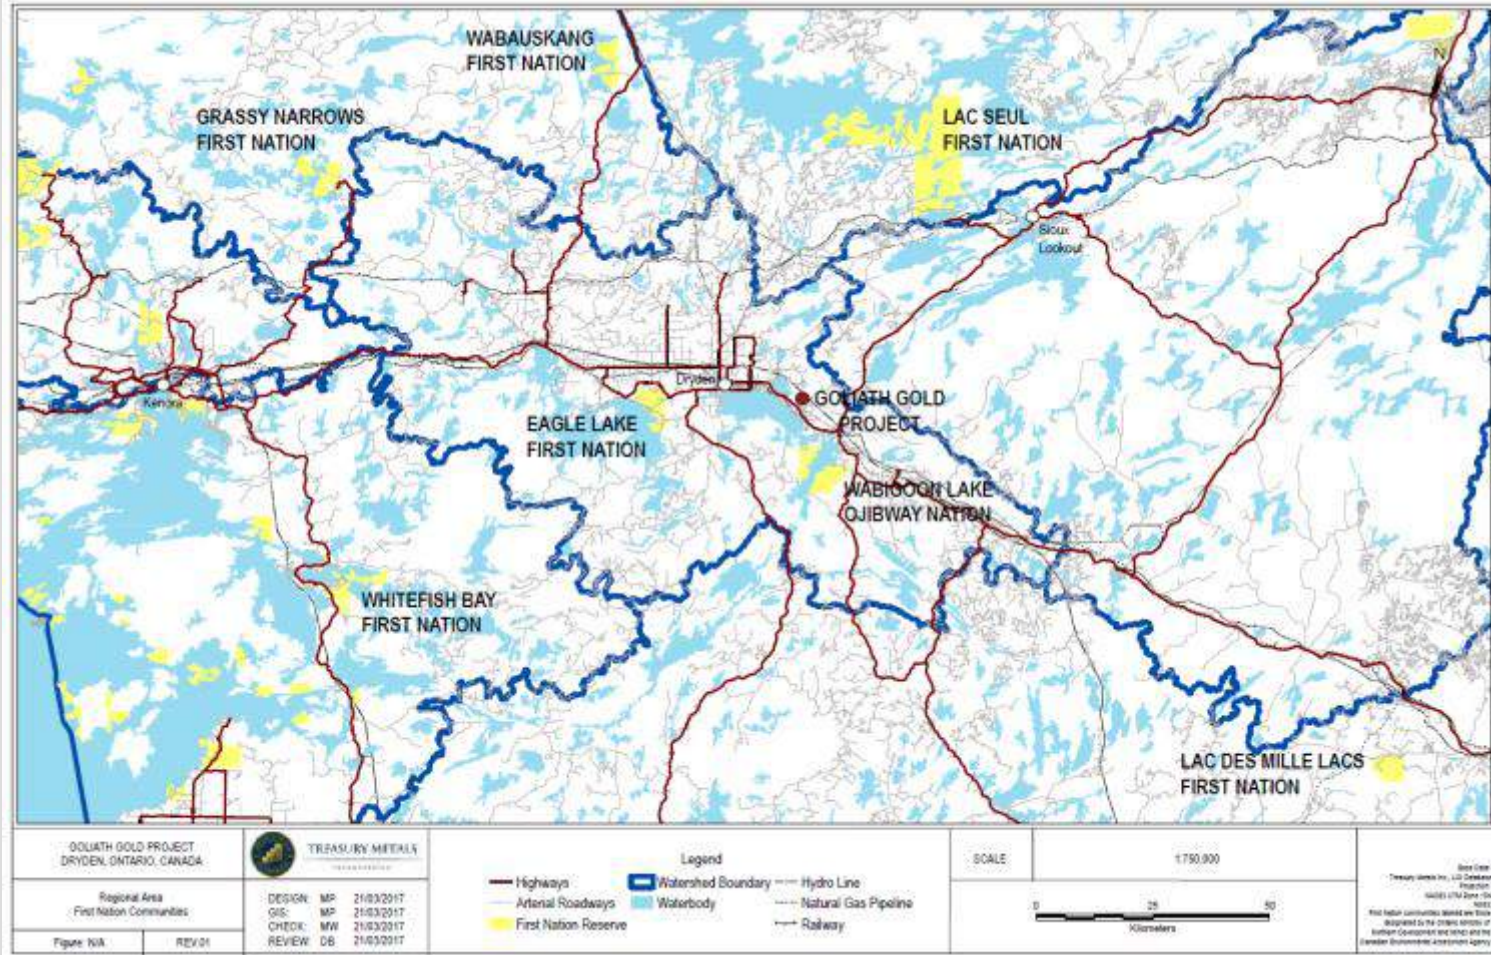 WABAUSKANG
FIRST NATION
GRASSY NARROWS
FIRST NATION
LAC SEUL
FIRST NATION
N
Sioux
Lookout
Kenora
Dryden
GOLIATH GOLD
PROJECT
EAGLE LAKE
FIRST NATION
WABIGOON LAKE
OJIBWAY NATION
WHITEFISH BAY
FIRST NATION
LAC DES MILLE LACS
FIRST NATION
GOLIATH GOLD PROJECT
DRYDEN, ONTARIO, CANADA
Regional Area
First Nation Communities
Figure: N/A
REV.01
TREASURY METALS
DESIGN: MP 21/03/2017
GIS: MP 21/03/2017
CHECK: MW 21/03/2017
REVIEW: DB 21/03/2017
Legend
Highways
Arterial Roadways
First Nation Reserve
Watershed Boundary
Waterbody
Hydro Line
Natural Gas Pipeline
Railway
SCALE
1:750,000
0 25 50
Kilometers